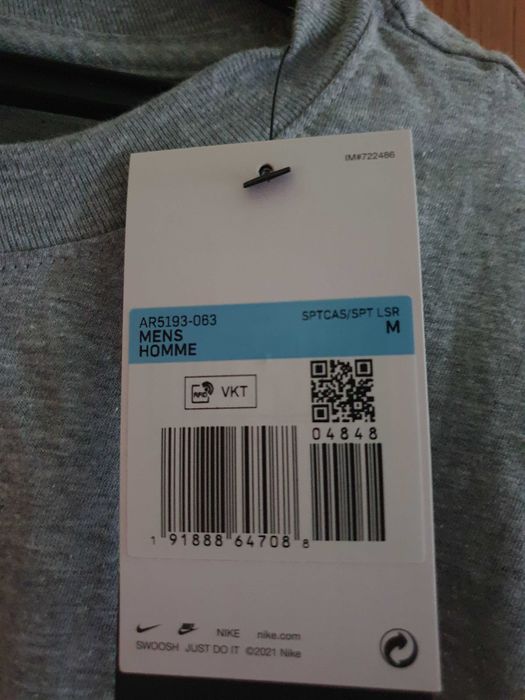 IM#722486
AR5193-063
SPTCAS/SPT LSR
MENS
M
HOMME
RFID
VKT
04848
1 91888 64708 8
NIKE nike.com
SWOOSH JUST DO IT ©2021 Nike